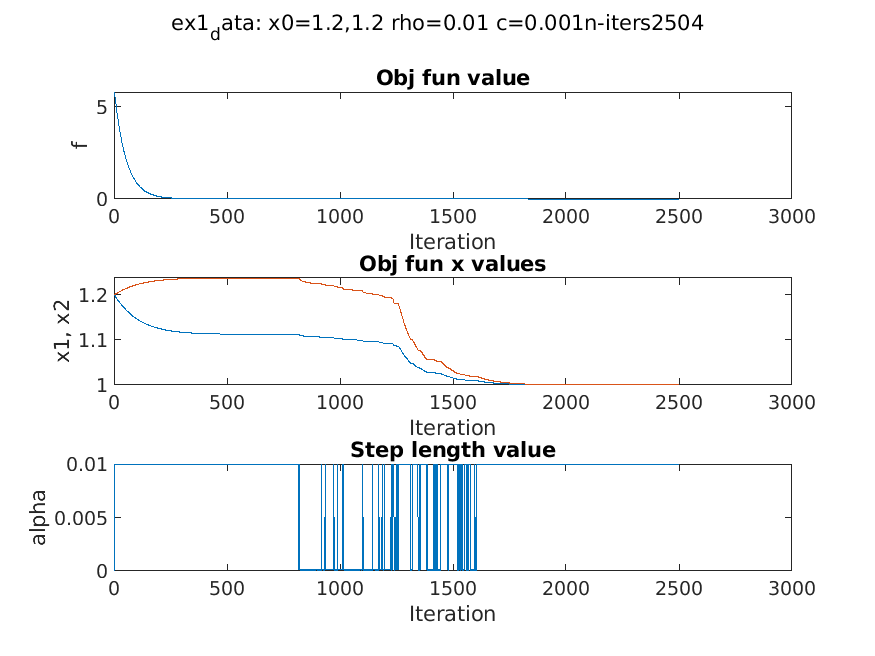 ex1_data: x0=1.2,1.2 rho=0.01 c=0.001n-iters2504
Obj fun value
5
0
f
0 500 1000 1500 2000 2500 3000
Iteration
Obj fun x values
1.2
1.1
1
x1, x2
0 500 1000 1500 2000 2500 3000
Iteration
Step length value
0.01
0.005
0
alpha
0 500 1000 1500 2000 2500 3000
Iteration